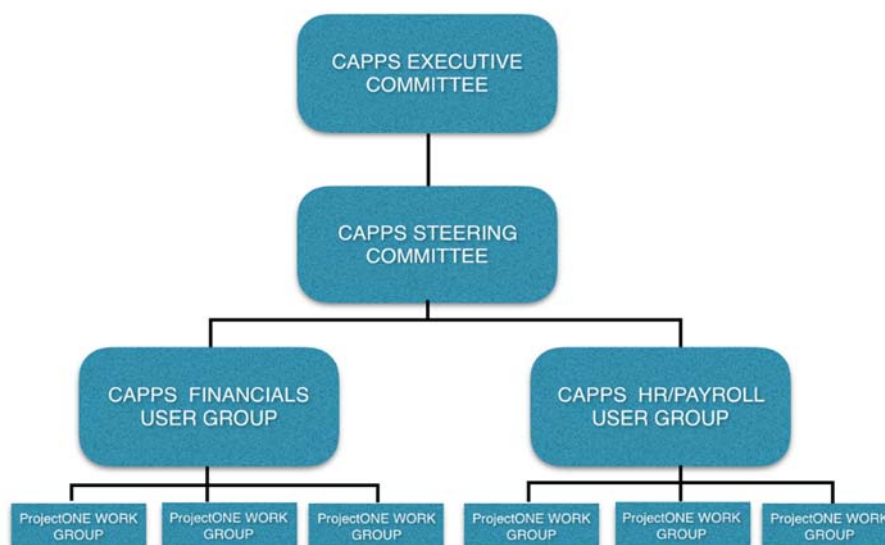 CAPPS EXECUTIVE
COMMITTEE
CAPPS STEERING
COMMITTEE
CAPPS FINANCIALS
USER GROUP
CAPPS HR/PAYROLL
USER GROUP
ProjectONE WORK
GROUP
ProjectONE WORK
GROUP
ProjectONE WORK
GROUP
ProjectONE WORK
GROUP
ProjectONE WORK
GROUP
ProjectONE WORK
GROUP